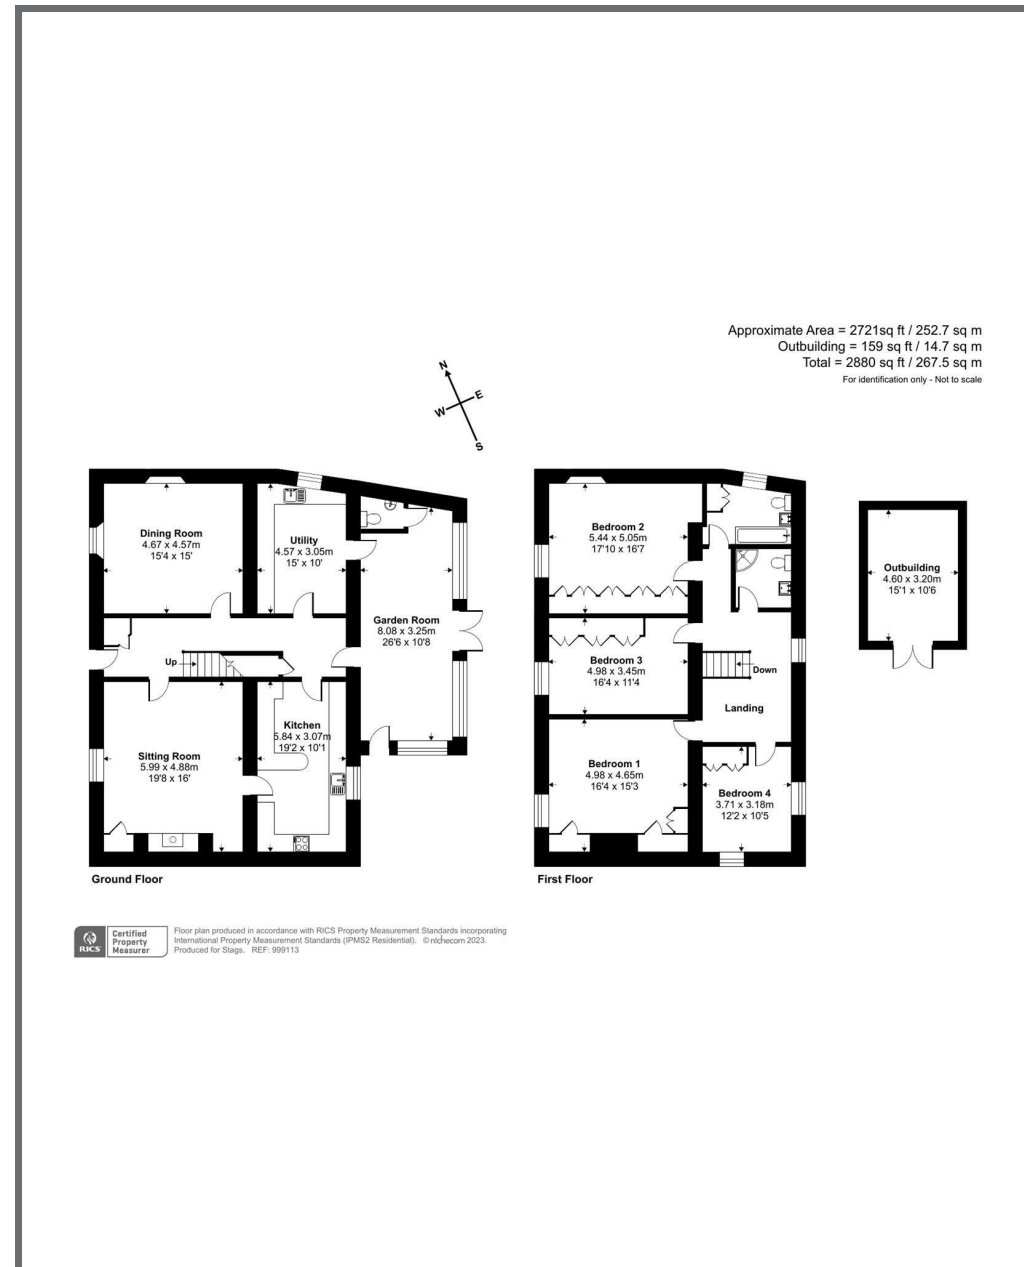 Approximate Area = 2721sq ft / 252.7 sq m
Outbuilding = 159 sq ft / 14.7 sq m
Total = 2880 sq ft / 267.5 sq m
For identification only - Not to scale
N
E
W
S
Dining Room
4.67 x 4.57m
15'4 x 15'
Utility
4.57 x 3.05m
15' x 10'
Garden Room
8.08 x 3.25m
26'6 x 10'8
Up
Kitchen
5.84 x 3.07m
19'2 x 10'1
Sitting Room
5.99 x 4.88m
19'8 x 16'
Ground Floor
Bedroom 2
5.44 x 5.05m
17'10 x 16'7
Bedroom 3
4.98 x 3.45m
16'4 x 11'4
Down
Landing
Bedroom 1
4.98 x 4.65m
16'4 x 15'3
Bedroom 4
3.71 x 3.18m
12'2 x 10'5
First Floor
Outbuilding
4.60 x 3.20m
15'1 x 10'6
RICS
Certified
Property
Measurer
Floor plan produced in accordance with RICS Property Measurement Standards incorporating
International Property Measurement Standards (IPMS2 Residential). © nichecom 2023.
Produced for Stags. REF: 999113